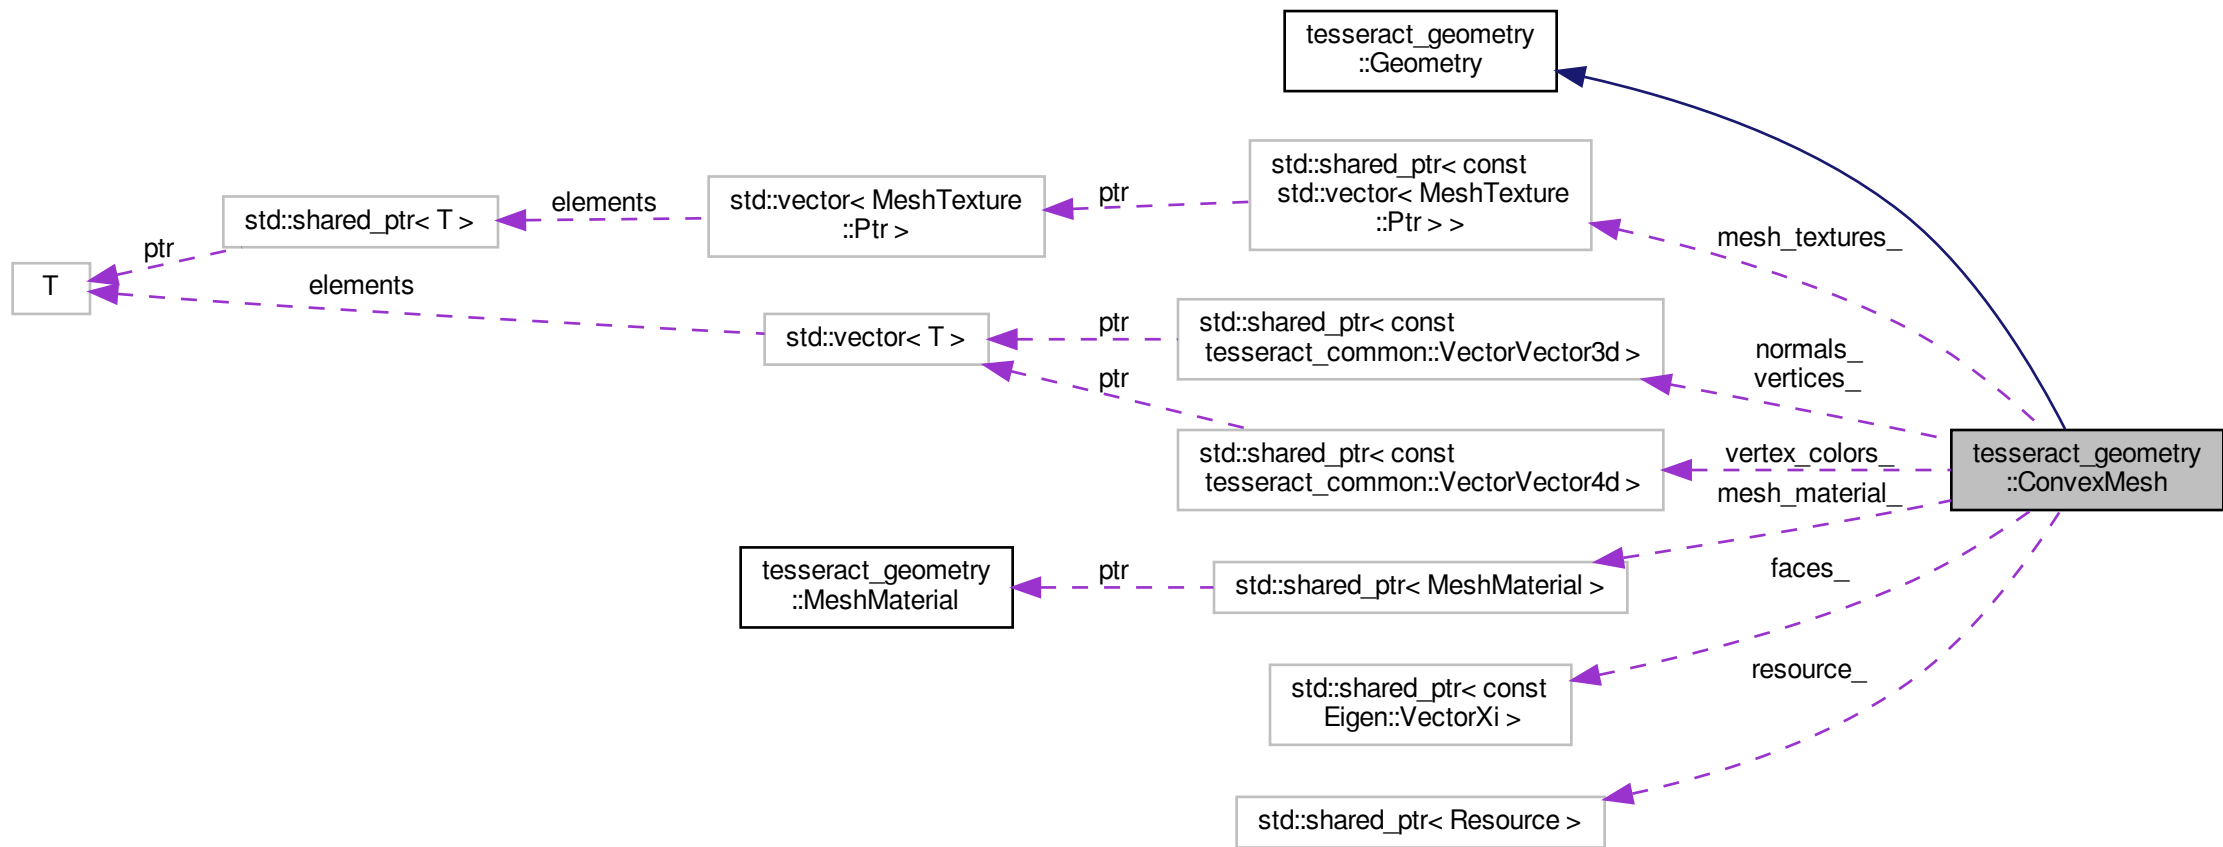 tesseract_geometry
::Geometry
std::shared_ptr< const
std::vector< MeshTexture
::Ptr > >
ptr
std::vector< MeshTexture
::Ptr >
elements
std::shared_ptr< T >
ptr
T
elements
mesh_textures_
std::vector< T >
ptr
std::shared_ptr< const
tesseract_common::VectorVector3d >
normals_
vertices_
ptr
std::shared_ptr< const
tesseract_common::VectorVector4d >
vertex_colors_
tesseract_geometry
::ConvexMesh
mesh_material_
tesseract_geometry
::MeshMaterial
ptr
std::shared_ptr< MeshMaterial >
faces_
std::shared_ptr< const
Eigen::VectorXi >
resource_
std::shared_ptr< Resource >